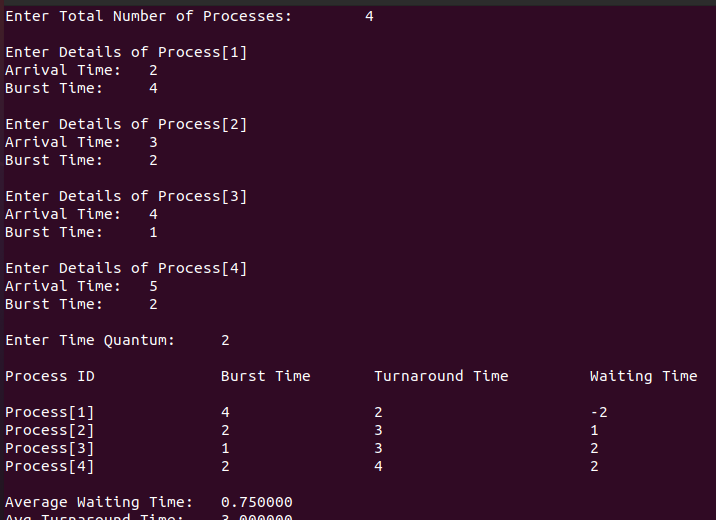 Enter Total Number of Processes: 4
Enter Details of Process[1]
Arrival Time: 2
Burst Time: 4
Enter Details of Process[2]
Arrival Time: 3
Burst Time: 2
Enter Details of Process[3]
Arrival Time: 4
Burst Time: 1
Enter Details of Process[4]
Arrival Time: 5
Burst Time: 2
Enter Time Quantum: 2
Process ID Burst Time Turnaround Time Waiting Time
Process[1] 4 2 -2
Process[2] 2 3 1
Process[3] 1 3 2
Process[4] 2 4 2
Average Waiting Time: 0.750000
Avg Turnaround Time: 3.000000